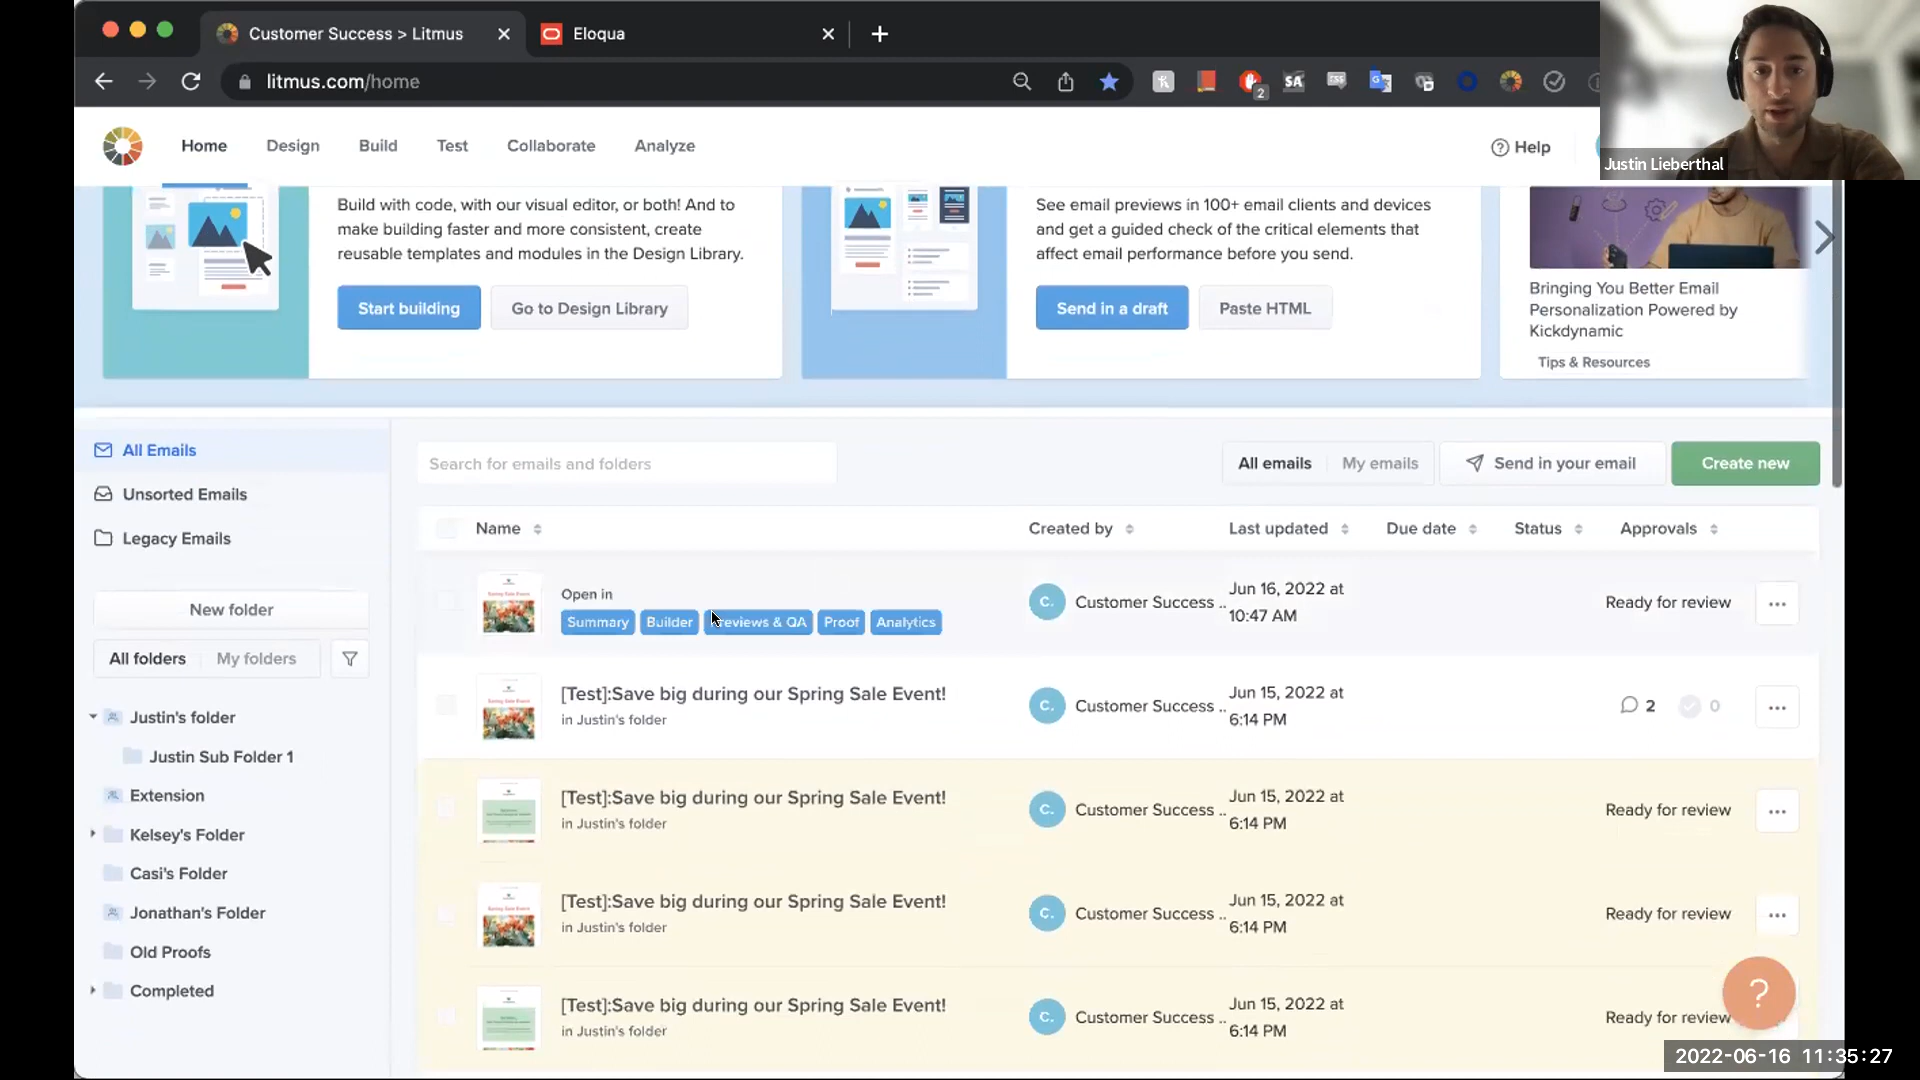 Customer Success > Litmus
Eloqua
litmus.com/home
2
SA
Home
Design
Build
Test
Collaborate
Analyze
Help
Justin Lieberthal
Build with code, with our visual editor, or both! And to
make building faster and more consistent, create
reusable templates and modules in the Design Library.
Start building
Go to Design Library
See email previews in 100+ email clients and devices
and get a guided check of the critical elements that
affect email performance before you send.
Send in a draft
Paste HTML
Bringing You Better Email
Personalization Powered by
Kickdynamic
Tips & Resources
All Emails
Unsorted Emails
Legacy Emails
New folder
All folders
My folders
Justin's folder
Justin Sub Folder 1
Extension
Kelsey's Folder
Casi's Folder
Jonathan's Folder
Old Proofs
Completed
Search for emails and folders
All emails
My emails
Send in your email
Create new
Name
Created by
Last updated
Due date
Status
Approvals
Open in
Summary
Builder
Previews & QA
Proof
Analytics
C.
Customer Success ..
Jun 16, 2022 at
10:47 AM
Ready for review
...
[Test]:Save big during our Spring Sale Event!
in Justin's folder
C.
Customer Success ..
Jun 15, 2022 at
6:14 PM
2
0
...
[Test]:Save big during our Spring Sale Event!
in Justin's folder
C.
Customer Success ..
Jun 15, 2022 at
6:14 PM
Ready for review
...
[Test]:Save big during our Spring Sale Event!
in Justin's folder
C.
Customer Success ..
Jun 15, 2022 at
6:14 PM
Ready for review
...
[Test]:Save big during our Spring Sale Event!
in Justin's folder
C.
Customer Success ..
Jun 15, 2022 at
6:14 PM
Ready for review
?
2022-06-16 11:35:27